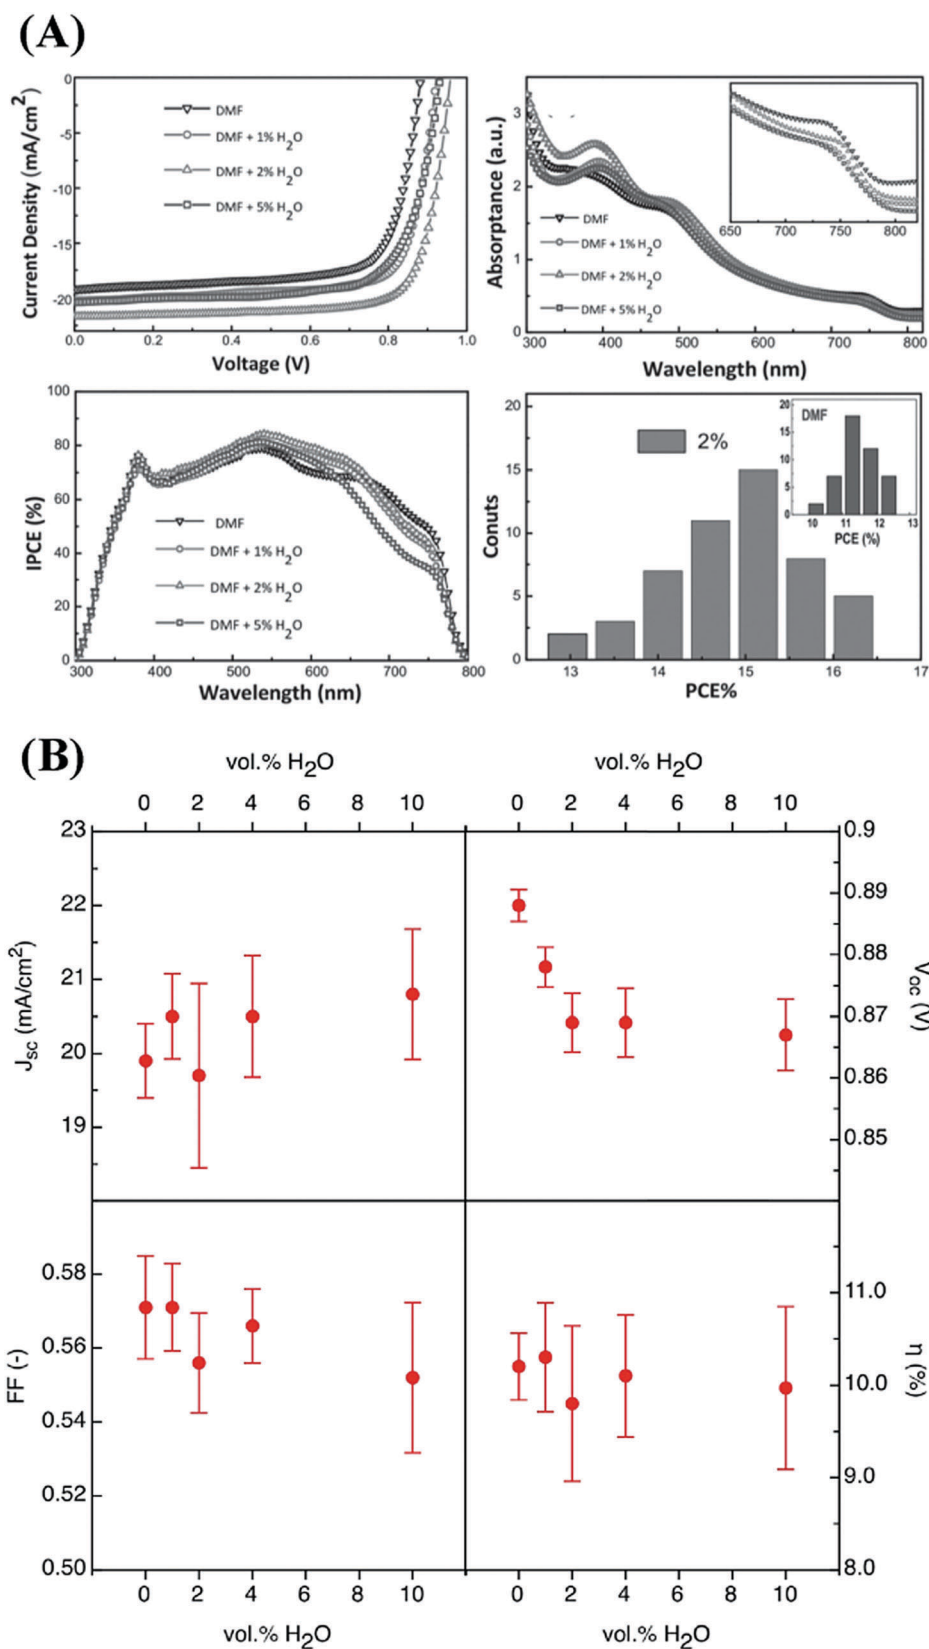 (A)
Current Density (mA/cm2)
0
-5
-10
-15
-20
DMF
DMF + 1% H2O
DMF + 2% H2O
DMF + 5% H2O
0.0 0.2 0.4 0.6 0.8 1.0
Voltage (V)
Absorptance (a.u.)
3
2
1
0
DMF
DMF + 1% H2O
DMF + 2% H2O
DMF + 5% H2O
650 700 750 800
300 400 500 600 700 800
Wavelength (nm)
IPCE (%)
100
80
60
40
20
0
DMF
DMF + 1% H2O
DMF + 2% H2O
DMF + 5% H2O
300 400 500 600 700 800
Wavelength (nm)
Conuts
20
15
10
5
0
2%
DMF
20
15
10
5
0
10 11 12 13
PCE (%)
13 14 15 16 17
PCE%
(B)
vol.% H2O
0 2 4 6 8 10
vol.% H2O
0 2 4 6 8 10
Jsc (mA/cm2)
23
22
21
20
19
0.9
0.89
0.88
0.87
0.86
0.85
Voc (V)
FF (-)
0.58
0.56
0.54
0.52
0.50
11.0
10.0
9.0
8.0
η (%)
0 2 4 6 8 10
vol.% H2O
0 2 4 6 8 10
vol.% H2O